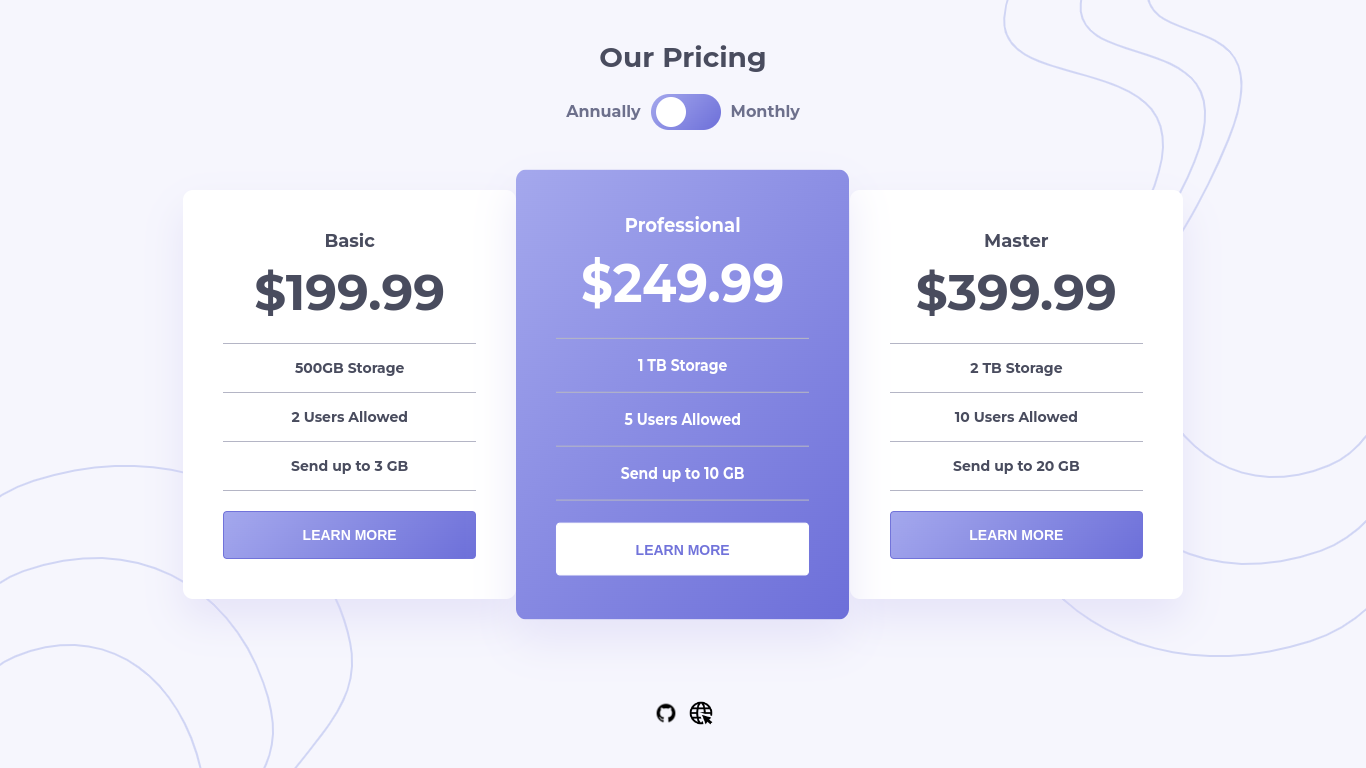 Our Pricing
Annually Monthly
Basic
$199.99
500GB Storage
2 Users Allowed
Send up to 3 GB
LEARN MORE
Professional
$249.99
1 TB Storage
5 Users Allowed
Send up to 10 GB
LEARN MORE
Master
$399.99
2 TB Storage
10 Users Allowed
Send up to 20 GB
LEARN MORE